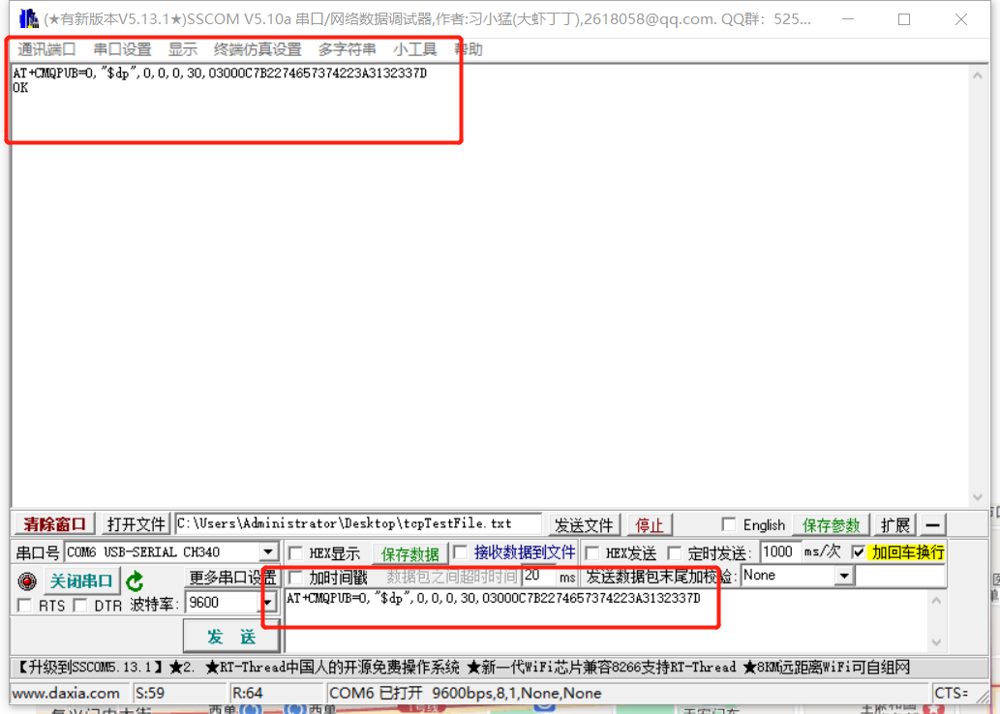 (★有新版本V5.13.1★)SSCOM V5.10a 串口/网络数据调试器,作者:习小猛(大虾丁丁),2618058@qq.com. QQ群：525...
通讯端口 串口设置 显示 终端仿真设置 多字符串 小工具 帮助
AT+CMQPUB=0,"$dp",0,0,0,30,03000C7B2274657374223A3132337D
OK
清除窗口 打开文件 C:\Users\Administrator\Desktop\tcpTestFile.txt 发送文件 停止 English 保存参数 扩展 —
串口号 COM6 USB-SERIAL CH340 HEX显示 保存数据 接收数据到文件 HEX发送 定时发送: 1000 ms/次 加回车换行
关闭串口 更多串口设置 加时间戳 数据包之间超时时间 20 ms 发送数据包末尾加校验: None
RTS DTR 波特率: 9600 AT+CMQPUB=0,"$dp",0,0,0,30,03000C7B2274657374223A3132337D
发 送
【升级到SSCOM5.13.1】★2. ★RT-Thread中国人的开源免费操作系统 ★新一代WiFi芯片兼容8266支持RT-Thread ★8KM远距离WiFi可自组网
www.daxia.com S:59 R:64 COM6 已打开 9600bps,8,1,None,None CTS=